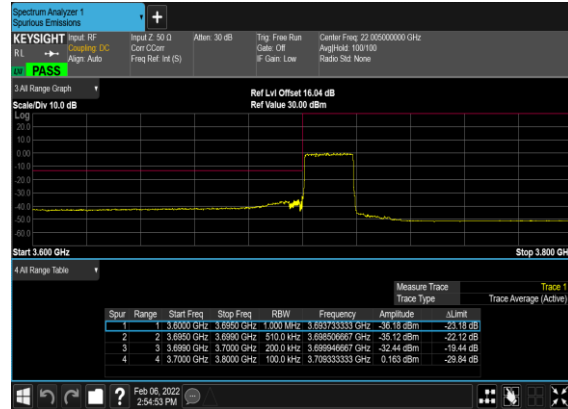 Spectrum Analyzer 1
Spurious Emissions
+
KEYSIGHT Input: RF Input Z: 50 Ω Atten: 30 dB Trig: Free Run Center Freq: 22.005000000 GHz
RL Coupling: DC Corr CCorr Gate: Off Avg|Hold: 100/100
Align: Auto Freq Ref: Int (S) IF Gain: Low Radio Std: None
LM PASS
3 All Range Graph
Ref Lvl Offset 16.04 dB
Scale/Div 10.0 dB Ref Value 30.00 dBm
Log
20.0
10.0
0.00
-10.0
-20.0
-30.0
-40.0
-50.0
-60.0
Start 3.600 GHz Stop 3.800 GH
4 All Range Table
Measure Trace Trace 1
Trace Type Trace Average (Active)
Spur Range Start Freq Stop Freq RBW Frequency Amplitude ΔLimit
1 1 3.6000 GHz 3.6950 GHz 1.000 MHz 3.693733333 GHz -36.18 dBm -23.18 dB
2 2 3.6950 GHz 3.6990 GHz 510.0 kHz 3.698506667 GHz -35.12 dBm -22.12 dB
3 3 3.6990 GHz 3.7000 GHz 200.0 kHz 3.699946667 GHz -32.44 dBm -19.44 dB
4 4 3.7000 GHz 3.8000 GHz 100.0 kHz 3.709333333 GHz 0.163 dBm -29.84 dB
? Feb 06, 2022
2:54:53 PM